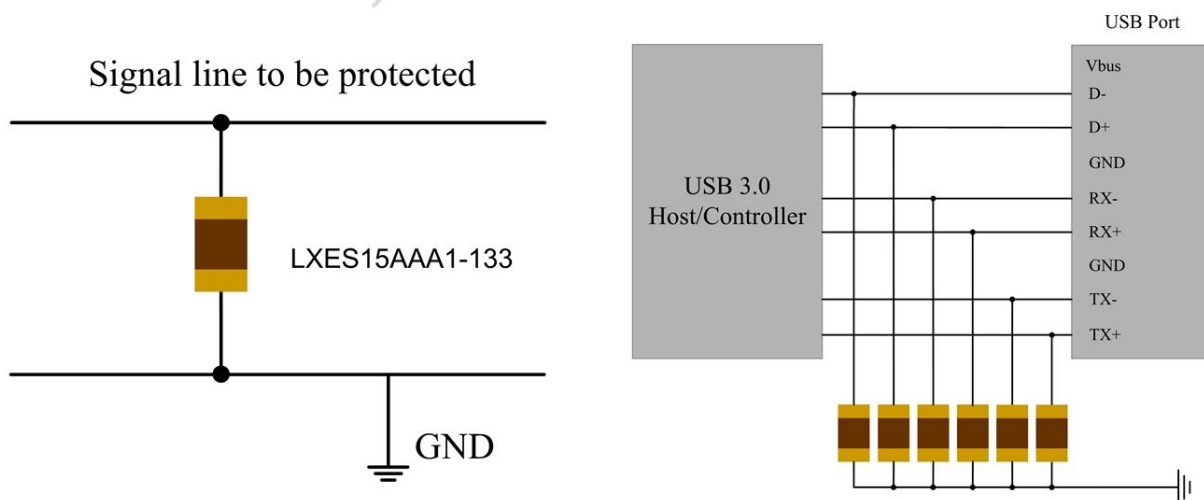 Signal line to be protected
LXES15AAA1-133
GND
USB Port
USB 3.0
Host/Controller
Vbus
D-
D+
GND
RX-
RX+
GND
TX-
TX+